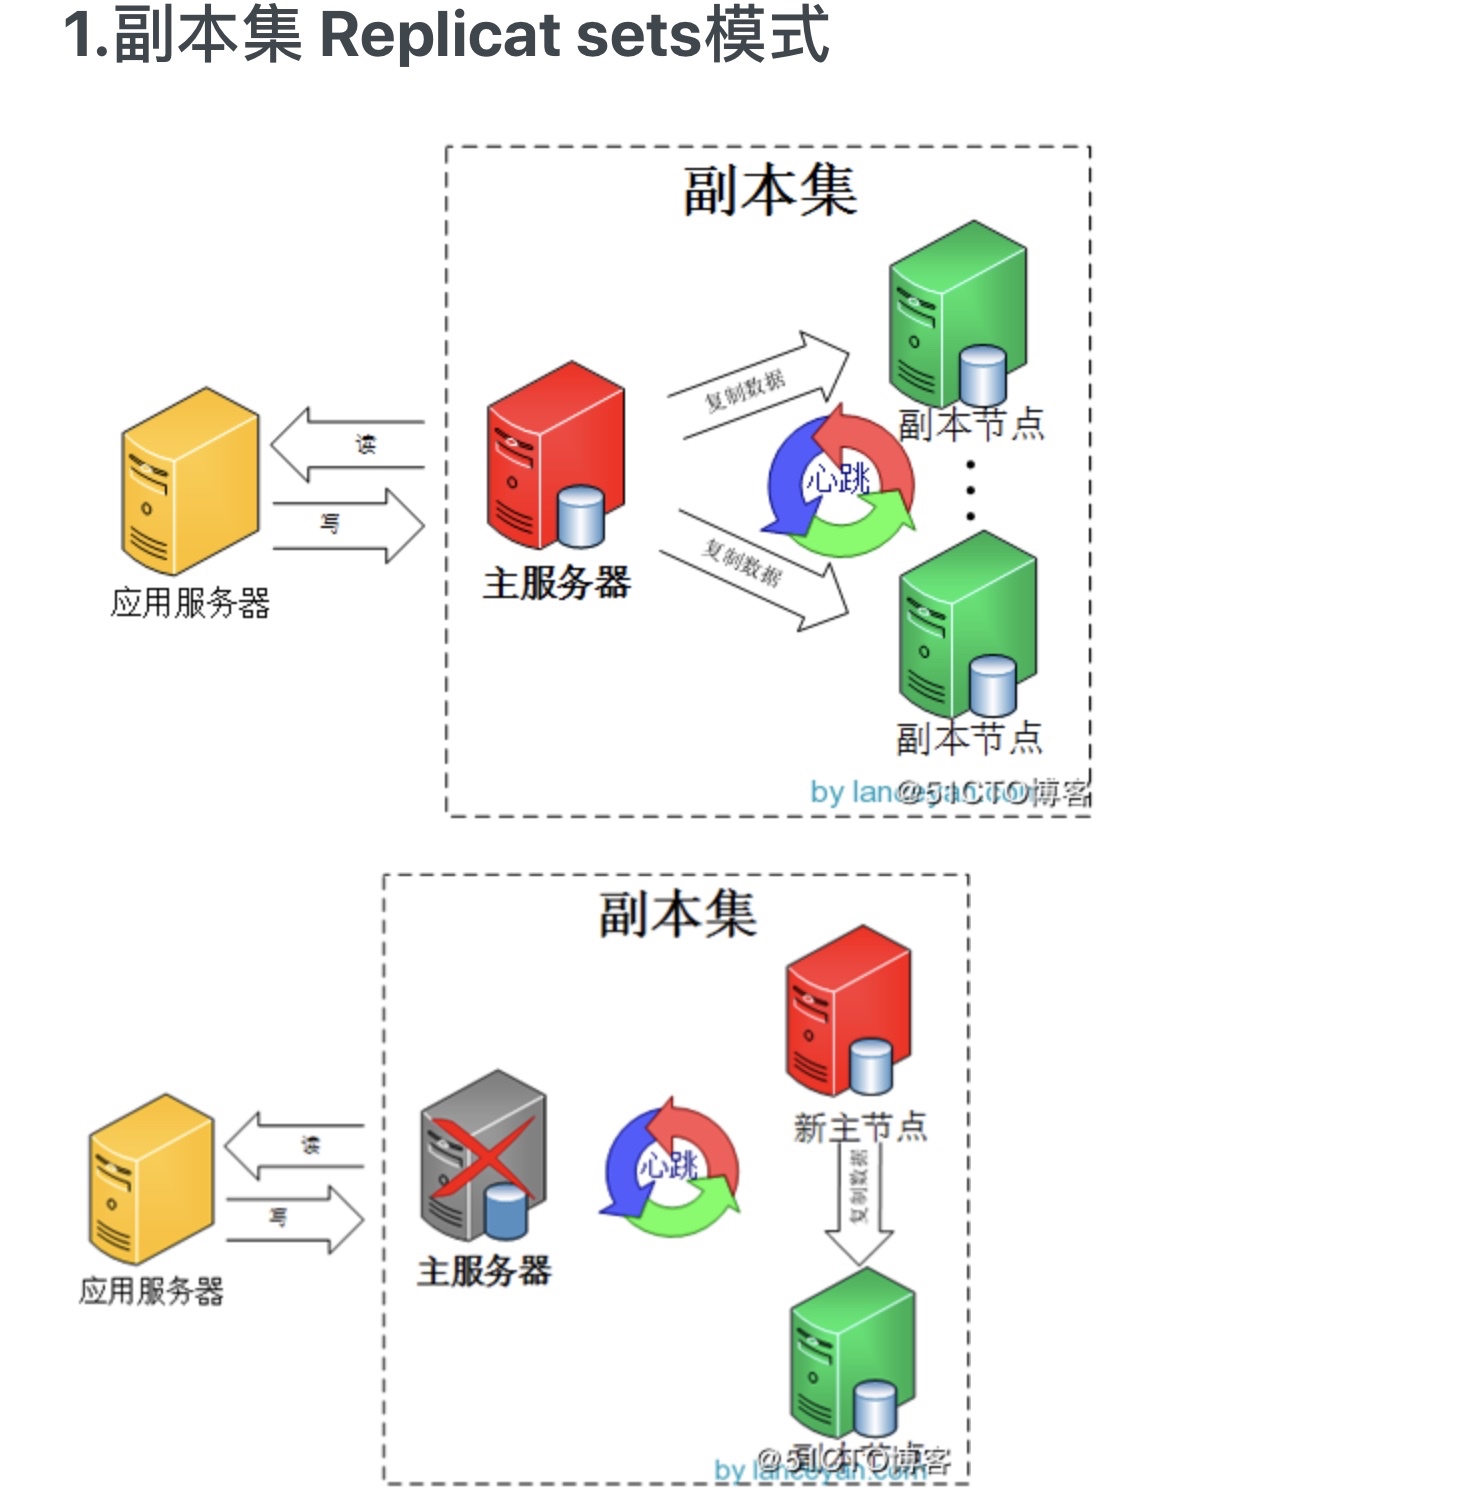 1.副本集 Replicat sets模式
副本集
副本节点
复制数据
读
心跳
写
复制数据
主服务器
应用服务器
副本节点
by lanceyan.com
@51CTO博客
副本集
新主节点
复制数据
读
心跳
写
主服务器
应用服务器
副本节点
by lanceyan.com
@51CTO博客